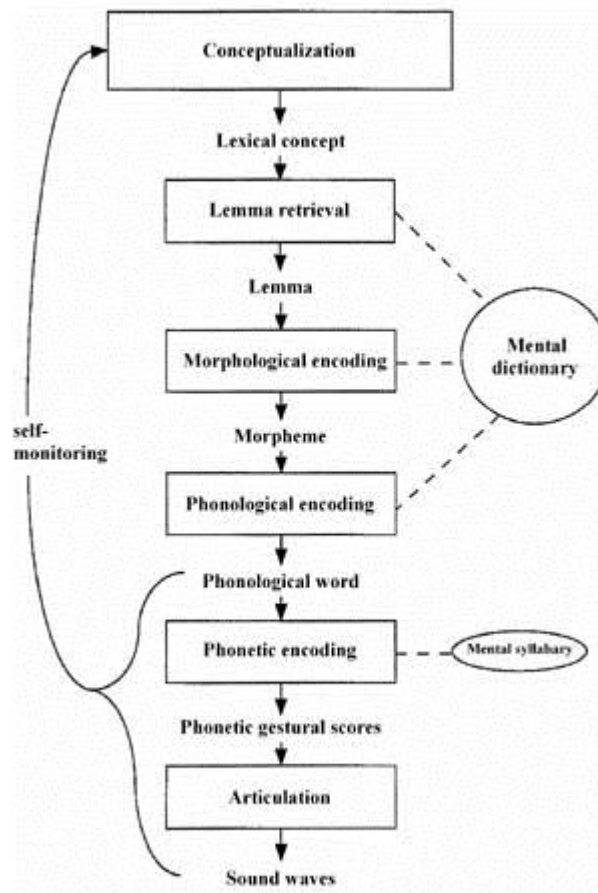 Conceptualization
Lexical concept
Lemma retrieval
Lemma
Mental
dictionary
Morphological encoding
self-
monitoring
Morpheme
Phonological encoding
Phonological word
Phonetic encoding
Mental syllabary
Phonetic gestural scores
Articulation
Sound waves